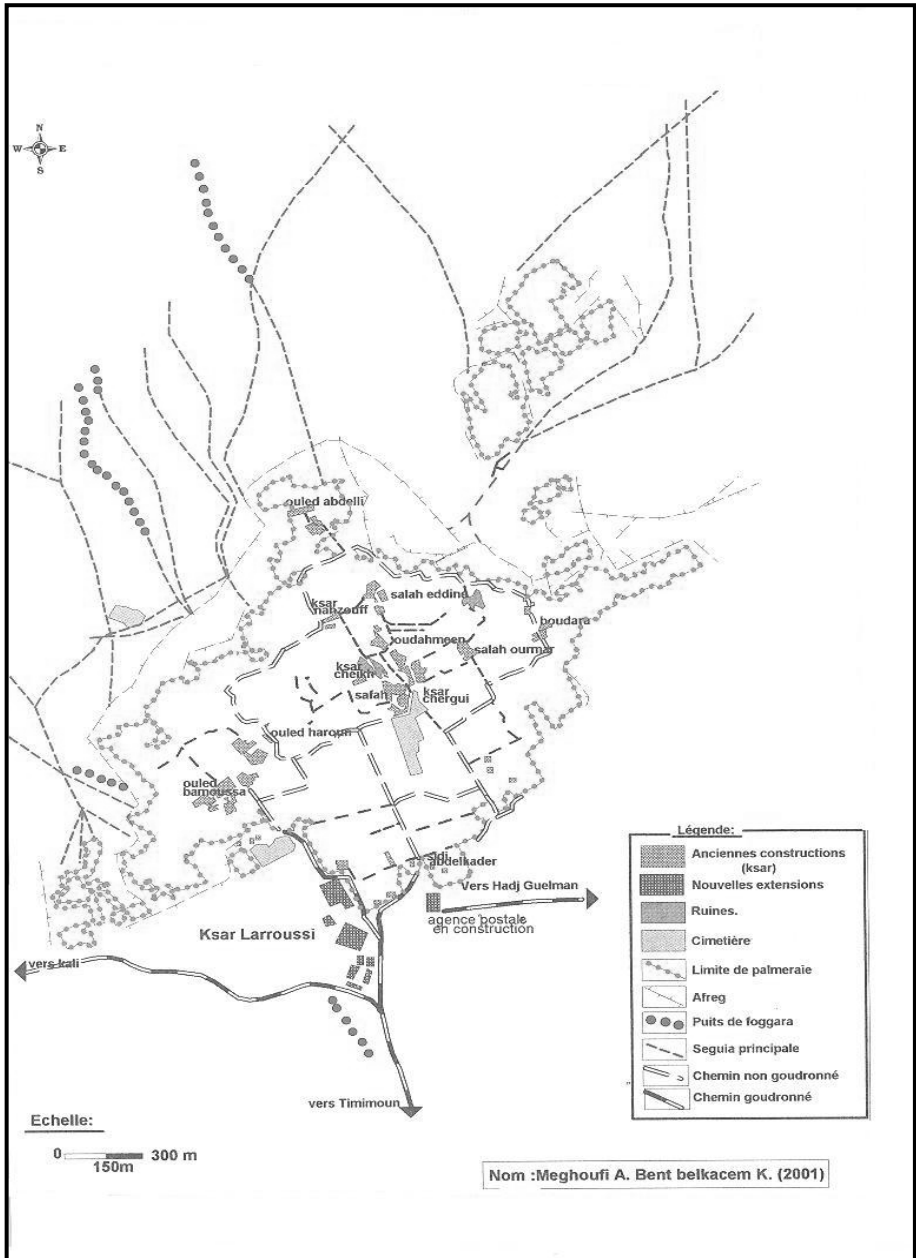 N
W E
S
ouled abdelli
salah eddine
ksar
nahzouff
boudara
oudahmeen
salah ourmar
ksar
cheikh
safah
ksar
chergui
ouled haroun
ouled
bamoussa
sidi
abdelkader
Vers Hadj Guelman
agence postale
en construction
Ksar Larroussi
vers kali
vers Timimoun
Légende:
Anciennes constructions
(ksar)
Nouvelles extensions
Ruines.
Cimetière
Limite de palmeraie
Afreg
Puits de foggara
Seguia principale
Chemin non goudronné
Chemin goudronné
Echelle:
0 300 m
150m
Nom :Meghoufi A. Bent belkacem K. (2001)